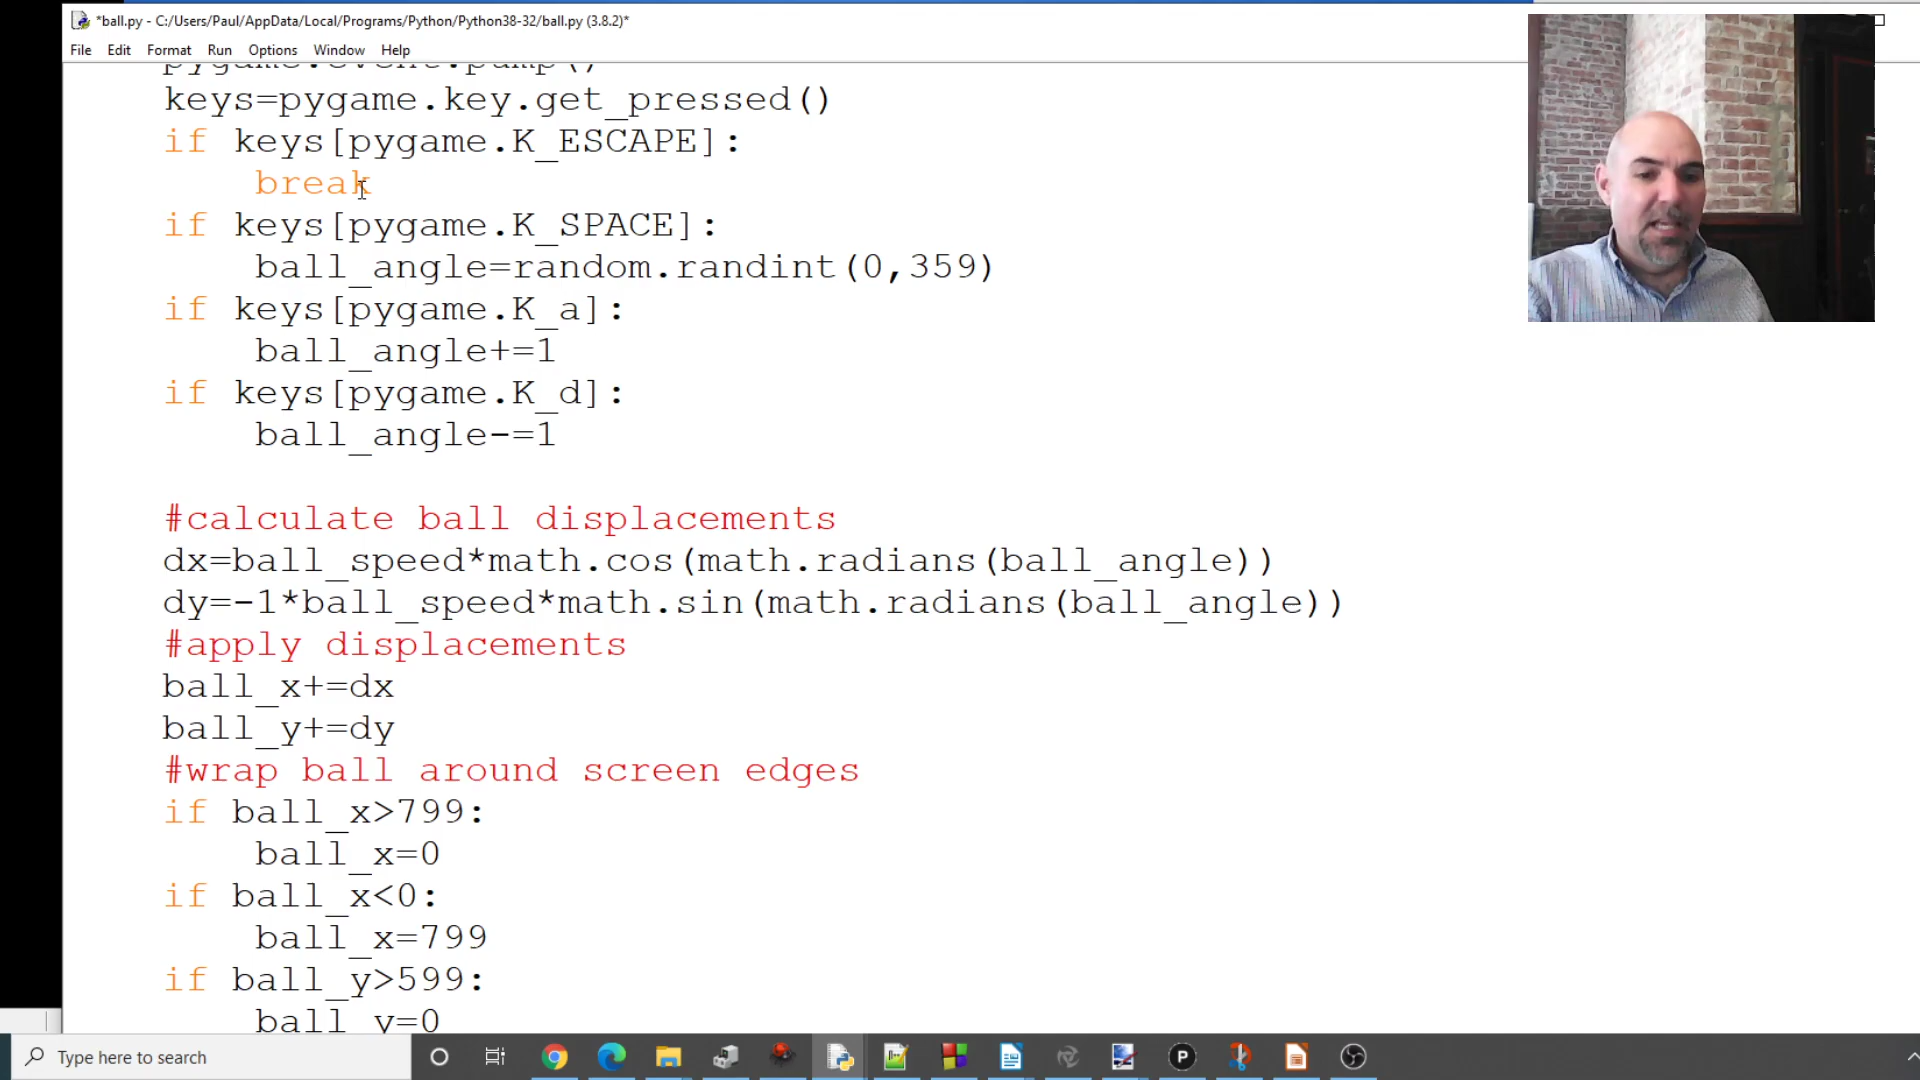 *ball.py - C:/Users/Paul/AppData/Local/Programs/Python/Python38-32/ball.py (3.8.2)*
File Edit Format Run Options Window Help
pygame.event.pump()
keys=pygame.key.get_pressed()
if keys[pygame.K_ESCAPE]:
break
if keys[pygame.K_SPACE]:
ball_angle=random.randint(0,359)
if keys[pygame.K_a]:
ball_angle+=1
if keys[pygame.K_d]:
ball_angle-=1
#calculate ball displacements
dx=ball_speed*math.cos(math.radians(ball_angle))
dy=-1*ball_speed*math.sin(math.radians(ball_angle))
#apply displacements
ball_x+=dx
ball_y+=dy
#wrap ball around screen edges
if ball_x>799:
ball_x=0
if ball_x<0:
ball_x=799
if ball_y>599:
ball_y=0
Type here to search